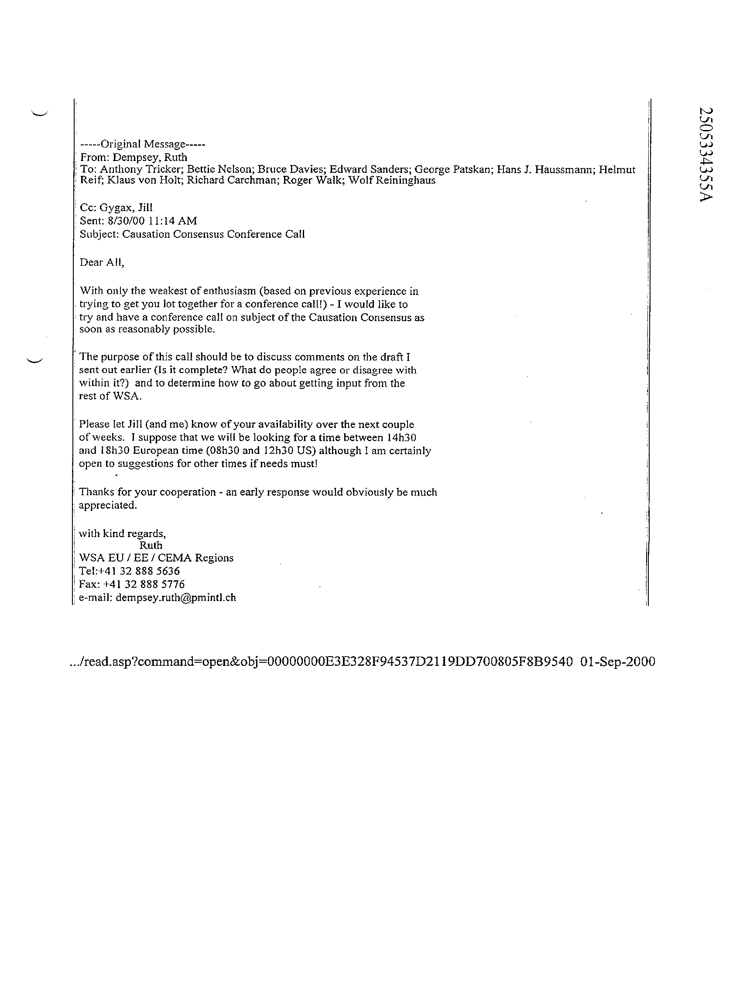 2505334355A
-----Original Message-----
From: Dempsey, Ruth
To: Anthony Tricker; Bettie Nelson; Bruce Davies; Edward Sanders; George Patskan; Hans J. Haussmann; Helmut
Reif; Klaus von Holt; Richard Carchman; Roger Walk; Wolf Reininghaus
Cc: Gygax, Jill
Sent: 8/30/00 11:14 AM
Subject: Causation Consensus Conference Call
Dear All,
With only the weakest of enthusiasm (based on previous experience in
trying to get you lot together for a conference call!) - I would like to
try and have a conference call on subject of the Causation Consensus as
soon as reasonably possible.
The purpose of this call should be to discuss comments on the draft I
sent out earlier (Is it complete? What do people agree or disagree with
within it?)  and to determine how to go about getting input from the
rest of WSA.
Please let Jill (and me) know of your availability over the next couple
of weeks.  I suppose that we will be looking for a time between 14h30
and 18h30 European time (08h30 and 12h30 US) although I am certainly
open to suggestions for other times if needs must!
Thanks for your cooperation - an early response would obviously be much
appreciated.
with kind regards,
Ruth
WSA EU / EE / CEMA Regions
Tel:+41 32 888 5636
Fax: +41 32 888 5776
e-mail: dempsey.ruth@pmintl.ch
.../read.asp?command=open&obj=00000000E3E328F94537D2119DD700805F8B9540  01-Sep-2000